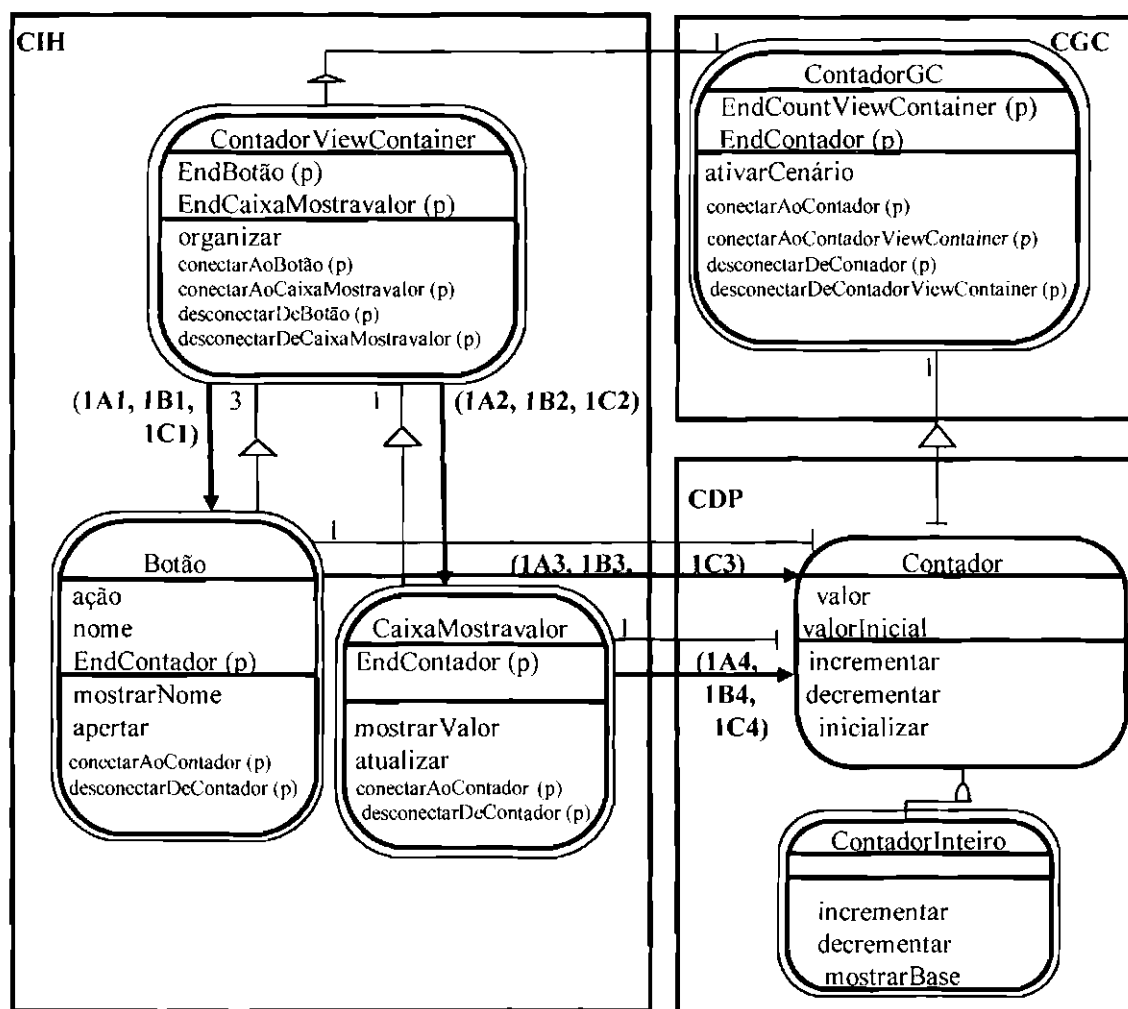 CIH
ContadorViewContainer
EndBotão (p)
EndCaixaMostravalor (p)
organizar
conectarAoBotão (p)
conectarAoCaixaMostravalor (p)
desconectarDeBotão (p)
desconectarDeCaixaMostravalor (p)
1
CGC
ContadorGC
EndCountViewContainer (p)
EndContador (p)
ativarCenário
conectarAoContador (p)
conectarAoContadorViewContainer (p)
desconectarDeContador (p)
desconectarDeContadorViewContainer (p)
(1A1, 1B1,
1C1)
3
1
(1A2, 1B2, 1C2)
1
CDP
Botão
ação
nome
EndContador (p)
mostrarNome
apertar
conectarAoContador (p)
desconectarDeContador (p)
1
(1A3, 1B3, 1C3)
CaixaMostravalor
EndContador (p)
mostrarValor
atualizar
conectarAoContador (p)
desconectarDeContador (p)
1
(1A4,
1B4,
1C4)
Contador
valor
valorInicial
incrementar
decrementar
inicializar
ContadorInteiro
incrementar
decrementar
mostrarBase